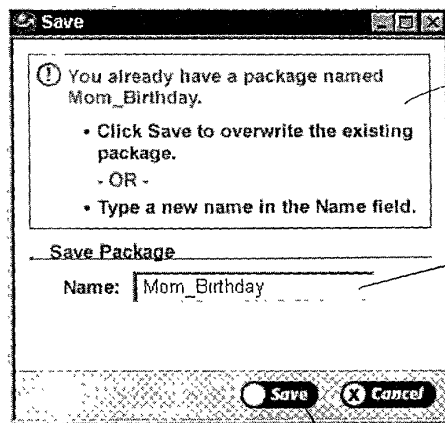 Save
You already have a package named
Mom_Birthday.
• Click Save to overwrite the existing
package.
- OR -
• Type a new name in the Name field.
Save Package
Name: Mom_Birthday
Save X Cancel